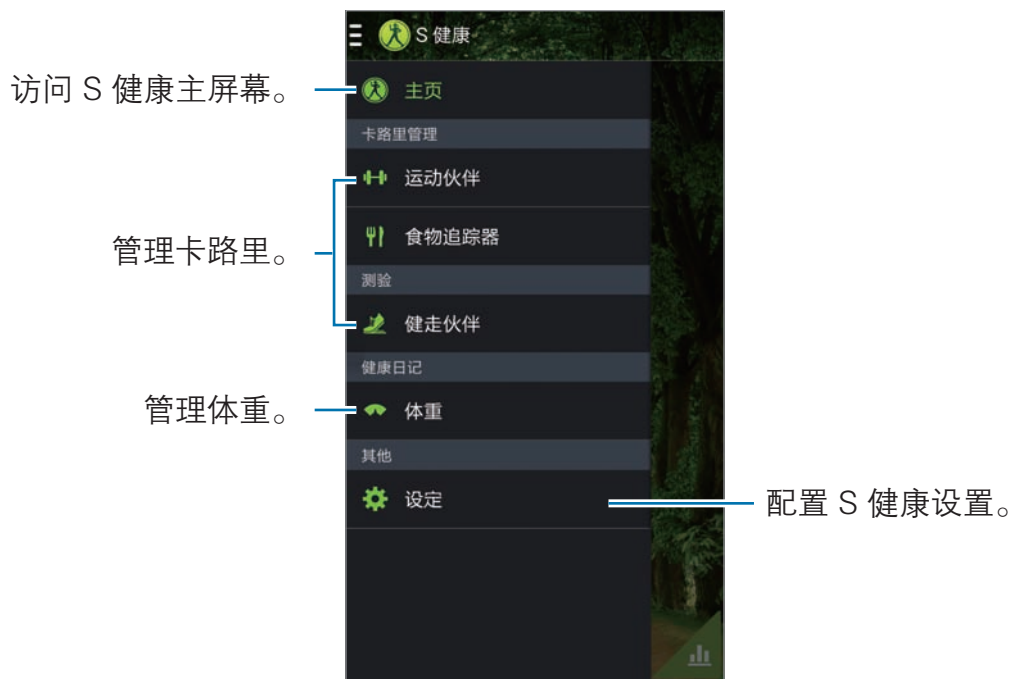 S 健康
访问 S 健康主屏幕。
主页
卡路里管理
运动伙伴
管理卡路里。
食物追踪器
测验
健走伙伴
健康日记
管理体重。
体重
其他
设定
配置 S 健康设置。